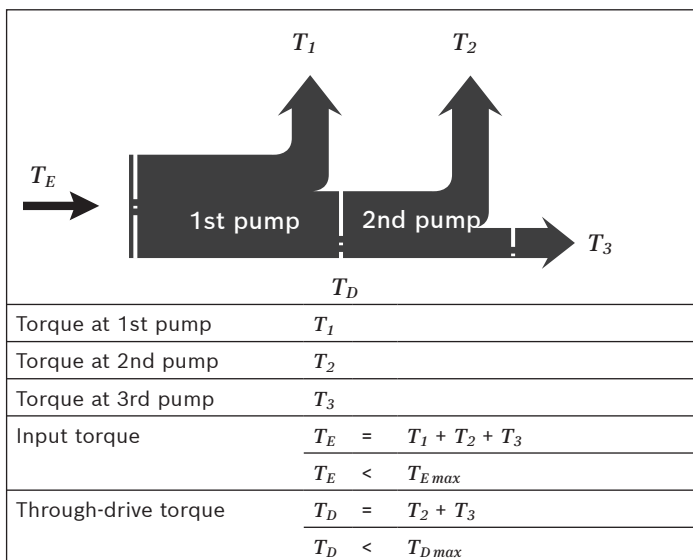 T1 T2
TE
1st pump 2nd pump
T3
TD
Torque at 1st pump T1
Torque at 2nd pump T2
Torque at 3rd pump T3
Input torque TE = T1 + T2 + T3
TE < TE max
Through-drive torque TD = T2 + T3
TD < TD max